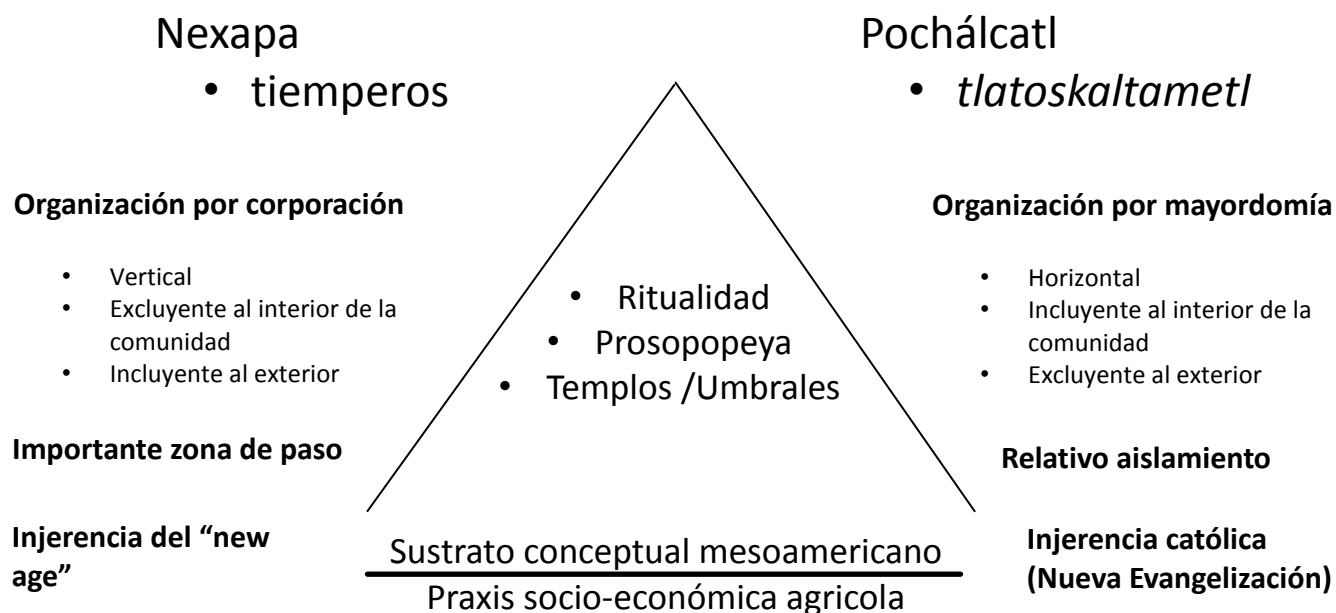 Nexapa
• tiemperos
Organización por corporación
• Vertical
• Excluyente al interior de la
comunidad
• Incluyente al exterior
Importante zona de paso
Injerencia del “new
age”
• Ritualidad
• Prosopopeya
• Templos /Umbrales
Sustrato conceptual mesoamericano
Praxis socio-económica agricola
Pochálcatl
• tlatoskaltametl
Organización por mayordomía
• Horizontal
• Incluyente al interior de la
comunidad
• Excluyente al exterior
Relativo aislamiento
Injerencia católica
(Nueva Evangelización)